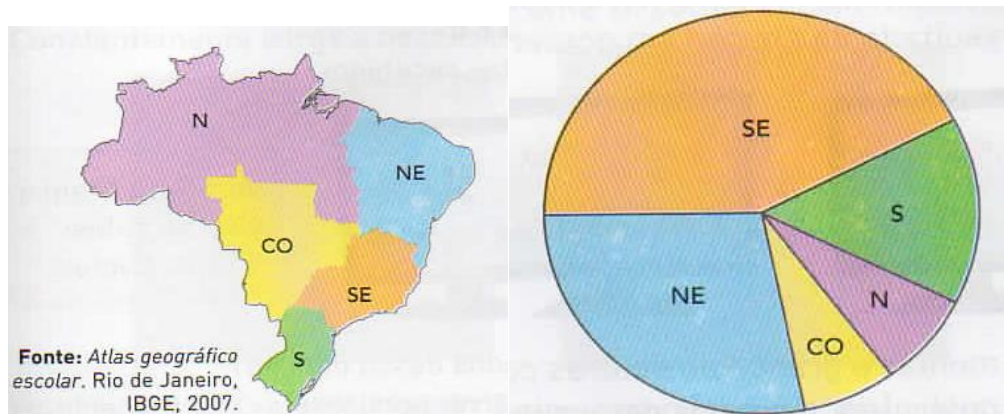 N
NE
CO
SE
S
Fonte: Atlas geográfico
escolar. Rio de Janeiro,
IBGE, 2007.
SE
S
N
CO
NE